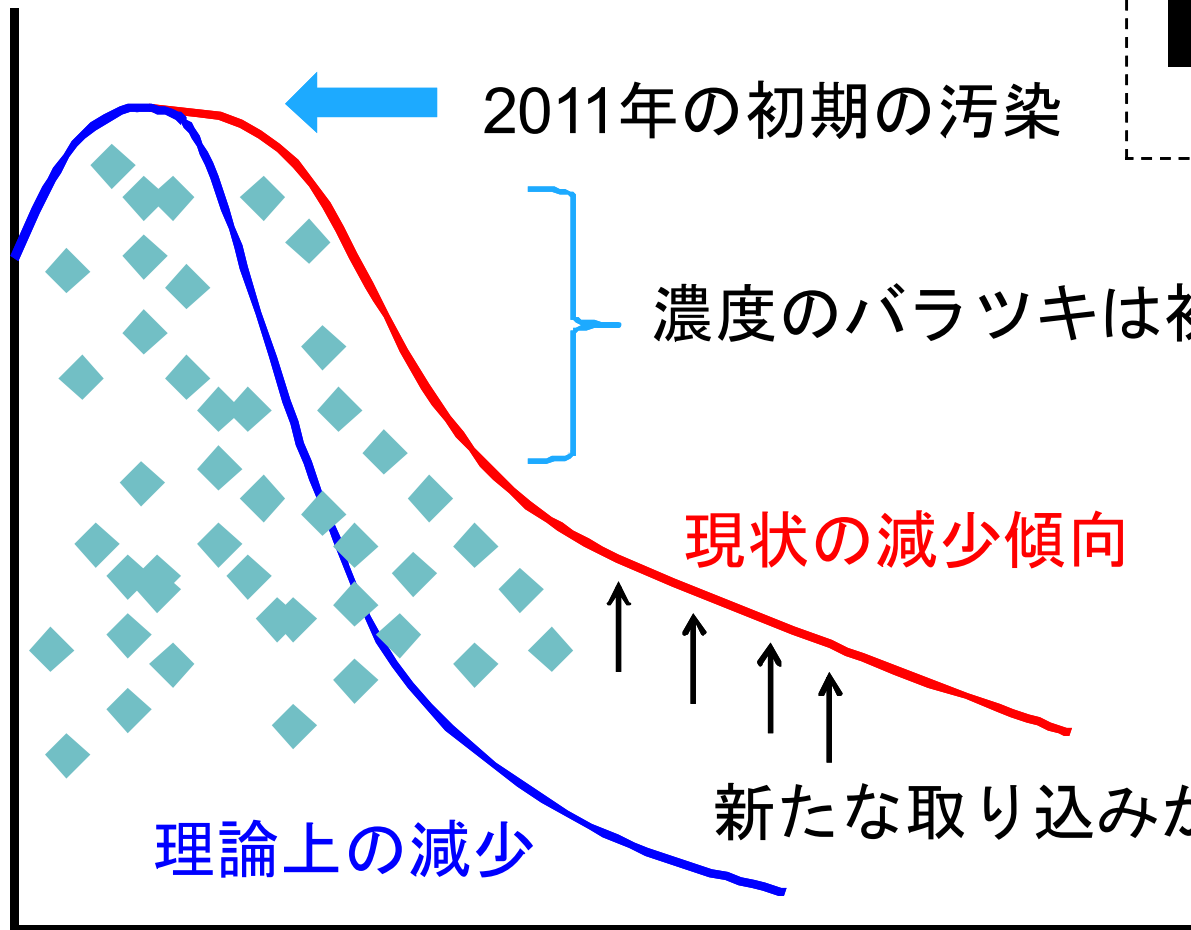 2011年の初期の汚染
濃度のバラツキは初
現状の減少傾向
新たな取り込みか
理論上の減少